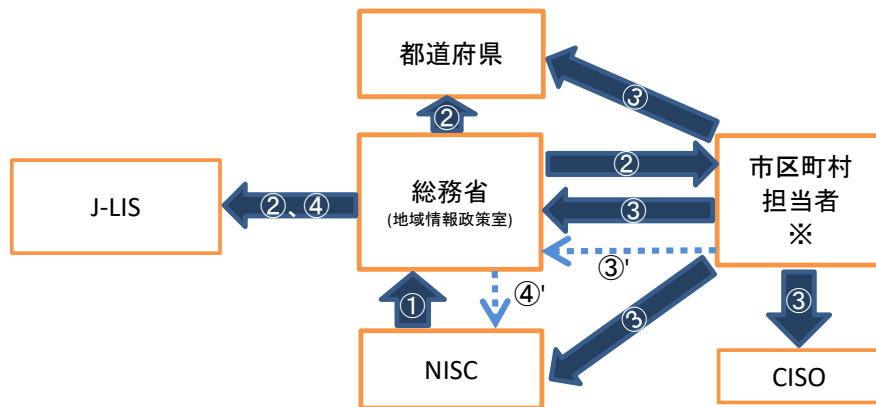 都道府県
③
②
②
市区町村
担当者
※
総務省
(地域情報政策室)
J-LIS
②、④
③
③'
①
④'
③
③
NISC
CISO